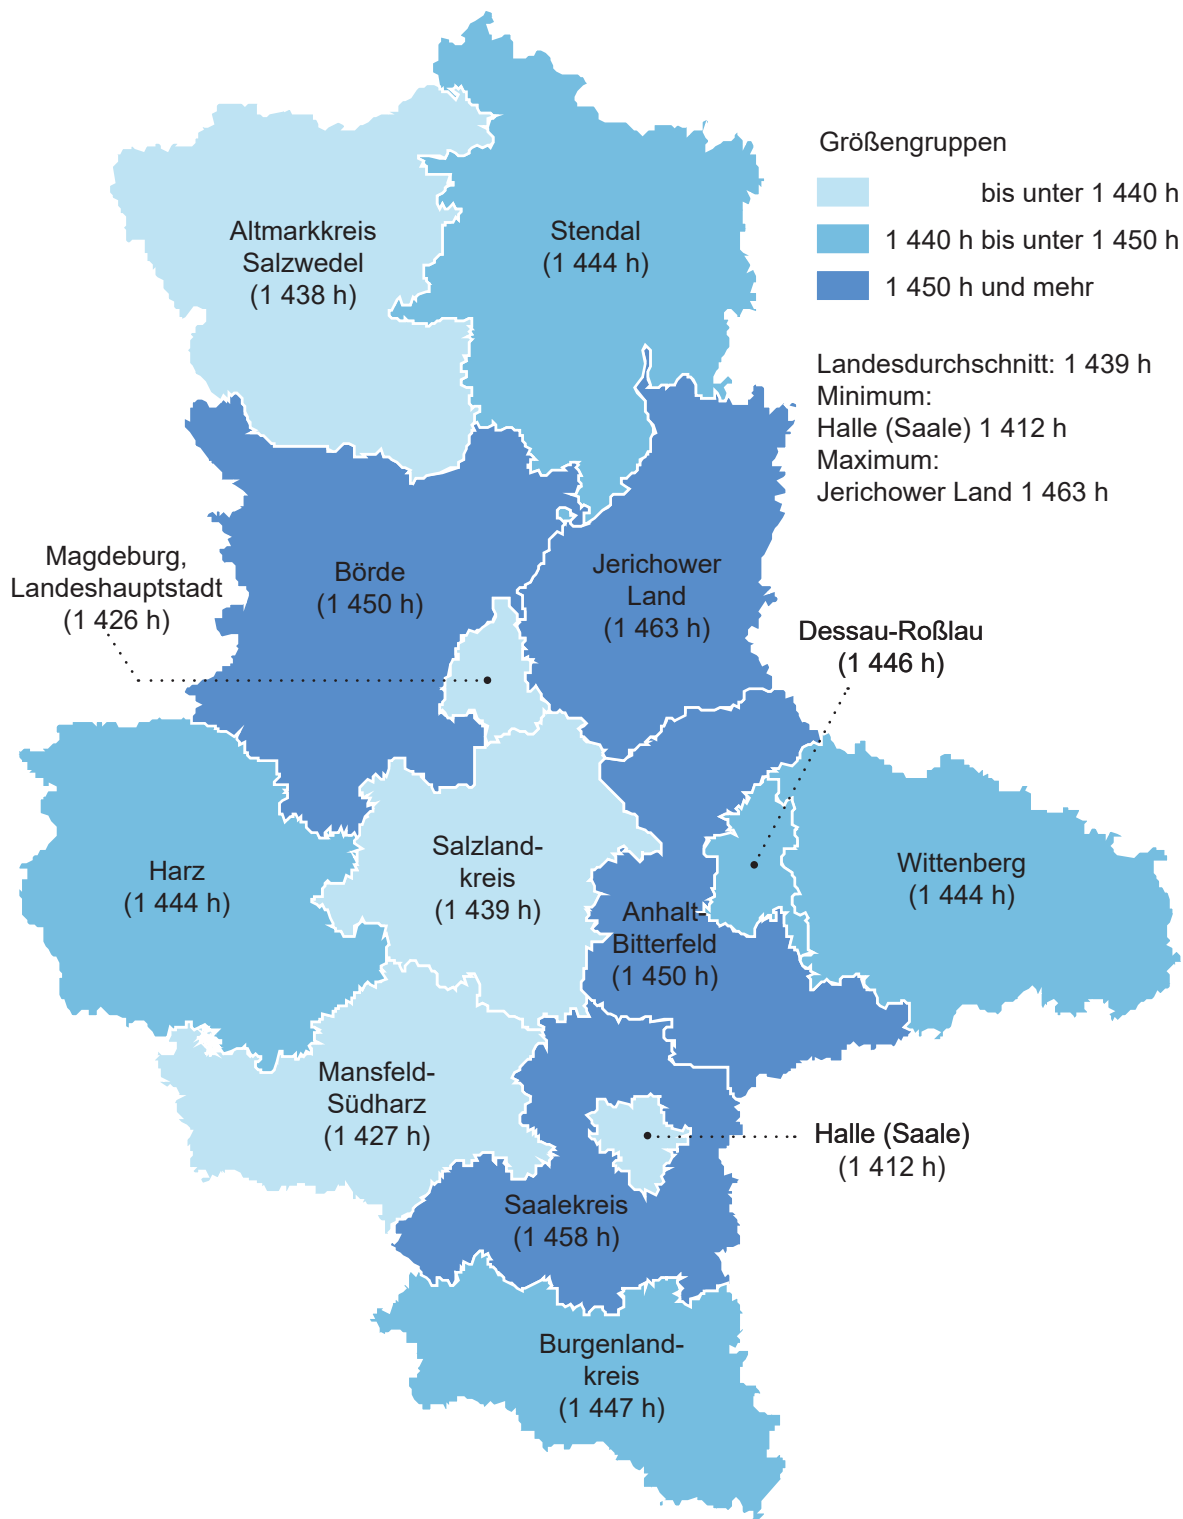 Größengruppen
bis unter 1 440 h
1 440 h bis unter 1 450 h
1 450 h und mehr
Landesdurchschnitt: 1 439 h
Minimum:
Halle (Saale) 1 412 h
Maximum:
Jerichower Land 1 463 h
Altmarkkreis
Salzwedel
(1 438 h)
Stendal
(1 444 h)
Magdeburg,
Landeshauptstadt
(1 426 h)
Börde
(1 450 h)
Jerichower
Land
(1 463 h)
Dessau-Roßlau
(1 446 h)
Harz
(1 444 h)
Salzland-
kreis
(1 439 h)
Anhalt-
Bitterfeld
(1 450 h)
Wittenberg
(1 444 h)
Mansfeld-
Südharz
(1 427 h)
Halle (Saale)
(1 412 h)
Saalekreis
(1 458 h)
Burgenland-
kreis
(1 447 h)